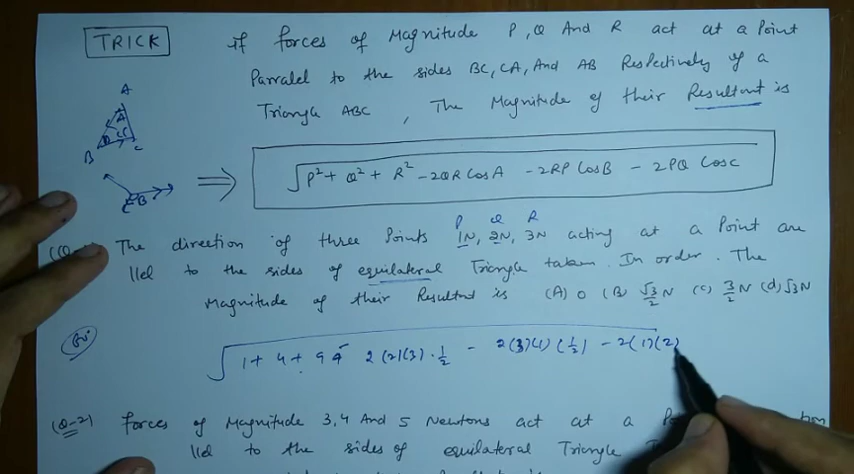 TRICK
if forces of Magnitude P, Q And R act at a Point
Parralel to the sides BC, CA, And AB Respectively of a
Triangle ABC, The Magnitude of their Resultant is
A
B
C
√P²+ Q² + R² - 2QR CosA - 2RP CosB - 2PQ CosC
P Q R
The direction of three Points 1N, 2N, 3N acting at a Point are
llel to the sides of equilateral Triangle taken In order. The
Magnitude of their Resultant is (A) 0 (B) √3/2 N (c) 3/2 N (d) √3N
Sol
√1 + 4 + 9 - 2(2)(3)·1/2 - 2(3)(1)(1/2) - 2(1)(2)
(Q-2) forces of Magnitude 3,4 And 5 Newtons act at a
llel to the sides of equilateral Triangle